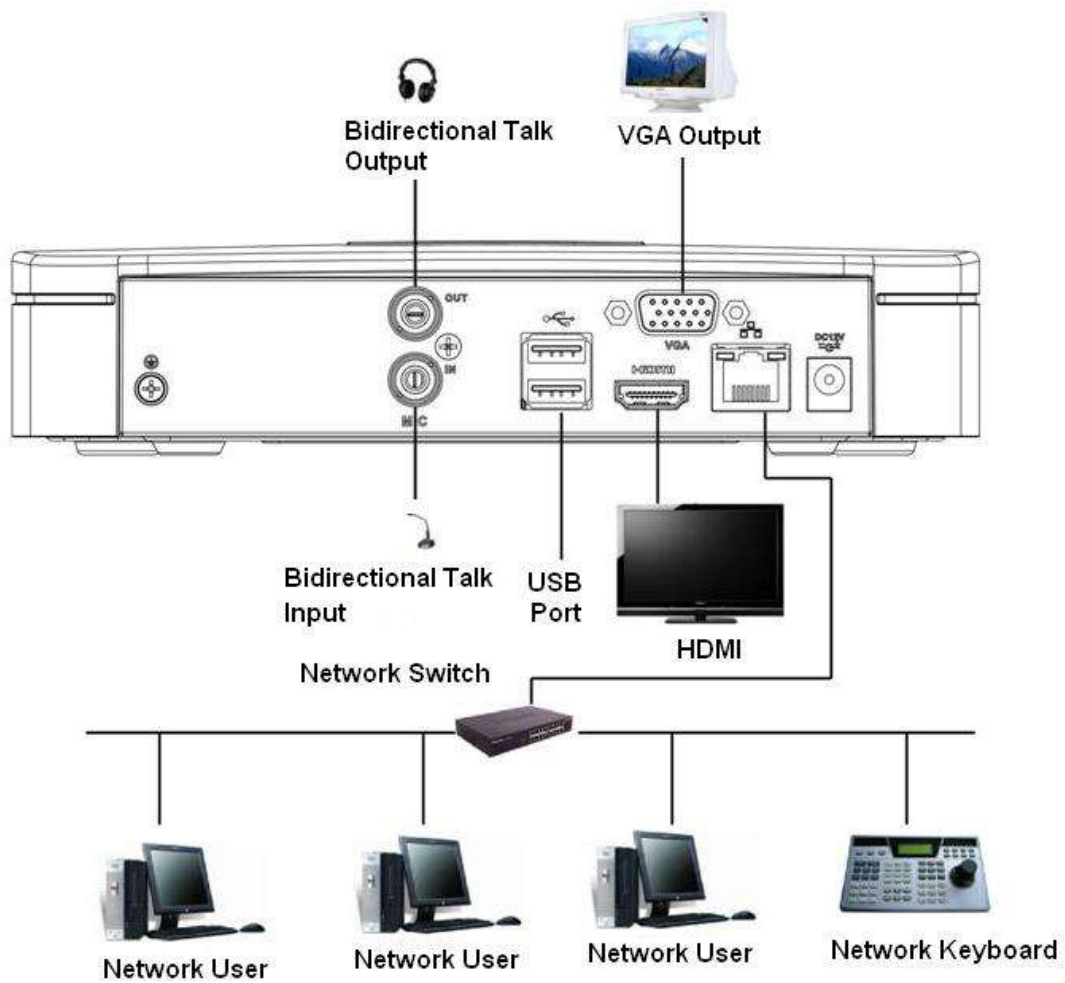 Bidirectional Talk
Output
VGA Output
OUT
IN
MIC
VGA
DC12V
Bidirectional Talk
Input
USB
Port
HDMI
Network Switch
Network User
Network User
Network User
Network Keyboard